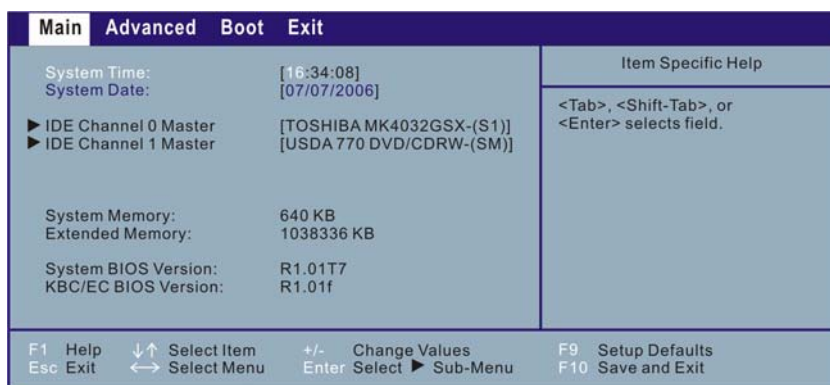 Main Advanced Boot Exit
System Time: [16:34:08]
System Date: [07/07/2006]
▶ IDE Channel 0 Master [TOSHIBA MK4032GSX-(S1)]
▶ IDE Channel 1 Master [USDA 770 DVD/CDRW-(SM)]
System Memory: 640 KB
Extended Memory: 1038336 KB
System BIOS Version: R1.01T7
KBC/EC BIOS Version: R1.01f
Item Specific Help
<Tab>, <Shift-Tab>, or
<Enter> selects field.
F1 Help ↓↑ Select Item +/- Change Values F9 Setup Defaults
Esc Exit ←→ Select Menu Enter Select ▶ Sub-Menu F10 Save and Exit